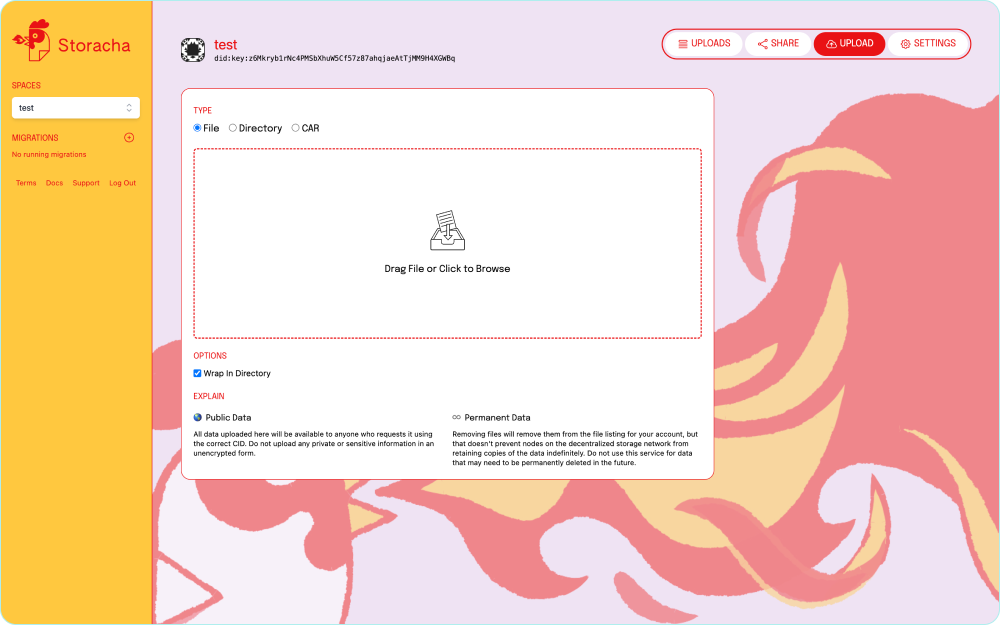 Storacha
SPACES
test
MIGRATIONS
No running migrations
Terms Docs Support Log Out
test
did:key:z6Mkryb1rNc4PMSbXhuW5Cf57z87ahqjaeAtTjMM9H4XGWBq
UPLOADS SHARE UPLOAD SETTINGS
TYPE
File Directory CAR
Drag File or Click to Browse
OPTIONS
Wrap In Directory
EXPLAIN
Public Data
All data uploaded here will be available to anyone who requests it using
the correct CID. Do not upload any private or sensitive information in an
unencrypted form.
Permanent Data
Removing files will remove them from the file listing for your account, but
that doesn't prevent nodes on the decentralized storage network from
retaining copies of the data indefinitely. Do not use this service for data
that may need to be permanently deleted in the future.